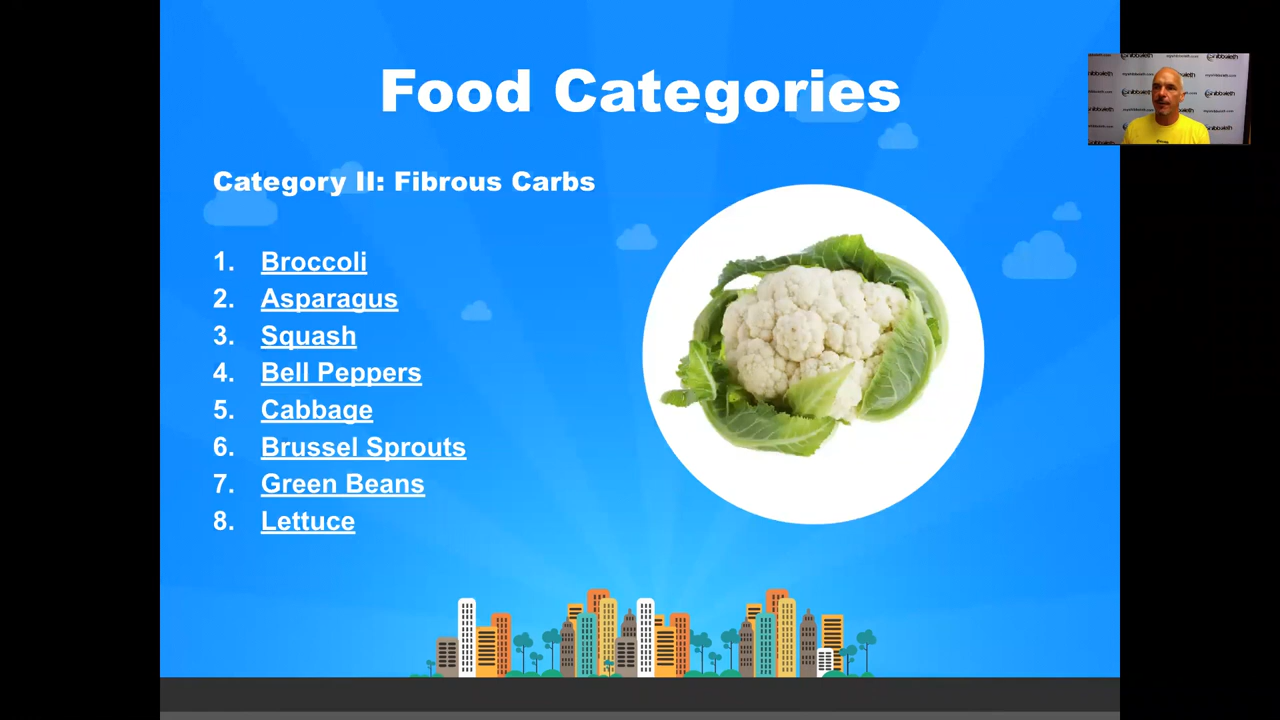 Food Categories
Category II: Fibrous Carbs
1. Broccoli
2. Asparagus
3. Squash
4. Bell Peppers
5. Cabbage
6. Brussel Sprouts
7. Green Beans
8. Lettuce